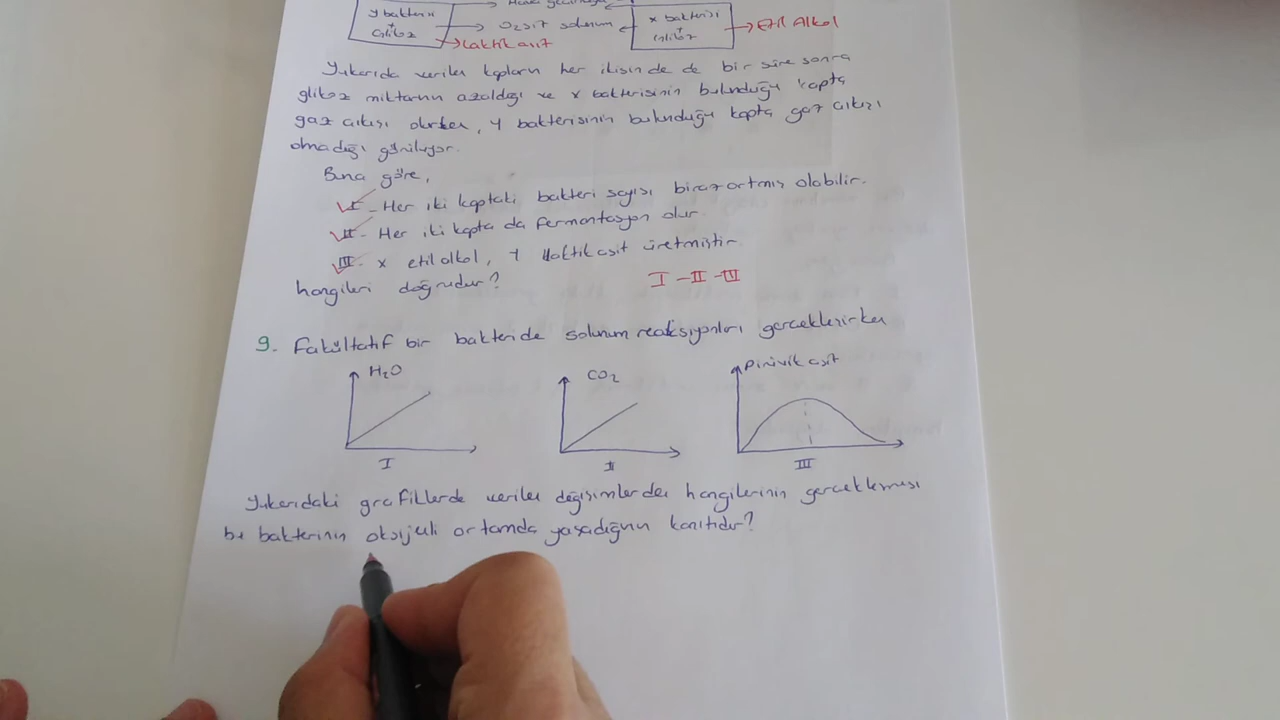 y bakterisi
+
Glikoz
O2siz solunum
Laktik asit
x bakterisi
+
Glikoz
Etil Alkol
Yukarıda verilen kapların her ikisinde de bir süre sonra
glikoz miktarının azaldığı ve x bakterisinin bulunduğu kapta
gaz çıkışı olurken, y bakterisinin bulunduğu kapta gaz çıkışı
olmadığı görülüyor.
Buna göre,
I - Her iki kaptaki bakteri sayısı biraz artmış olabilir.
II - Her iki kapta da fermantasyon olur.
III - x etil alkol, y laktik asit üretmiştir.
hangileri doğrudur?
I - II - III
9. Fakültatif bir bakteride solunum reaksiyonları gerçekleşirken
H2O CO2 Pirüvik asit
I II III
Yukarıdaki grafiklerde verilen değişimlerden hangilerinin gerçekleşmesi
bu bakterinin oksijenli ortamda yaşadığının kanıtıdır?